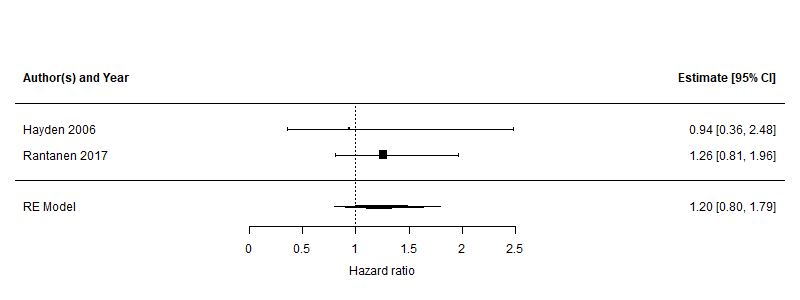 Author(s) and Year Estimate [95% CI]
Hayden 2006 0.94 [0.36, 2.48]
Rantanen 2017 1.26 [0.81, 1.96]
RE Model 1.20 [0.80, 1.79]
0 0.5 1 1.5 2 2.5
Hazard ratio